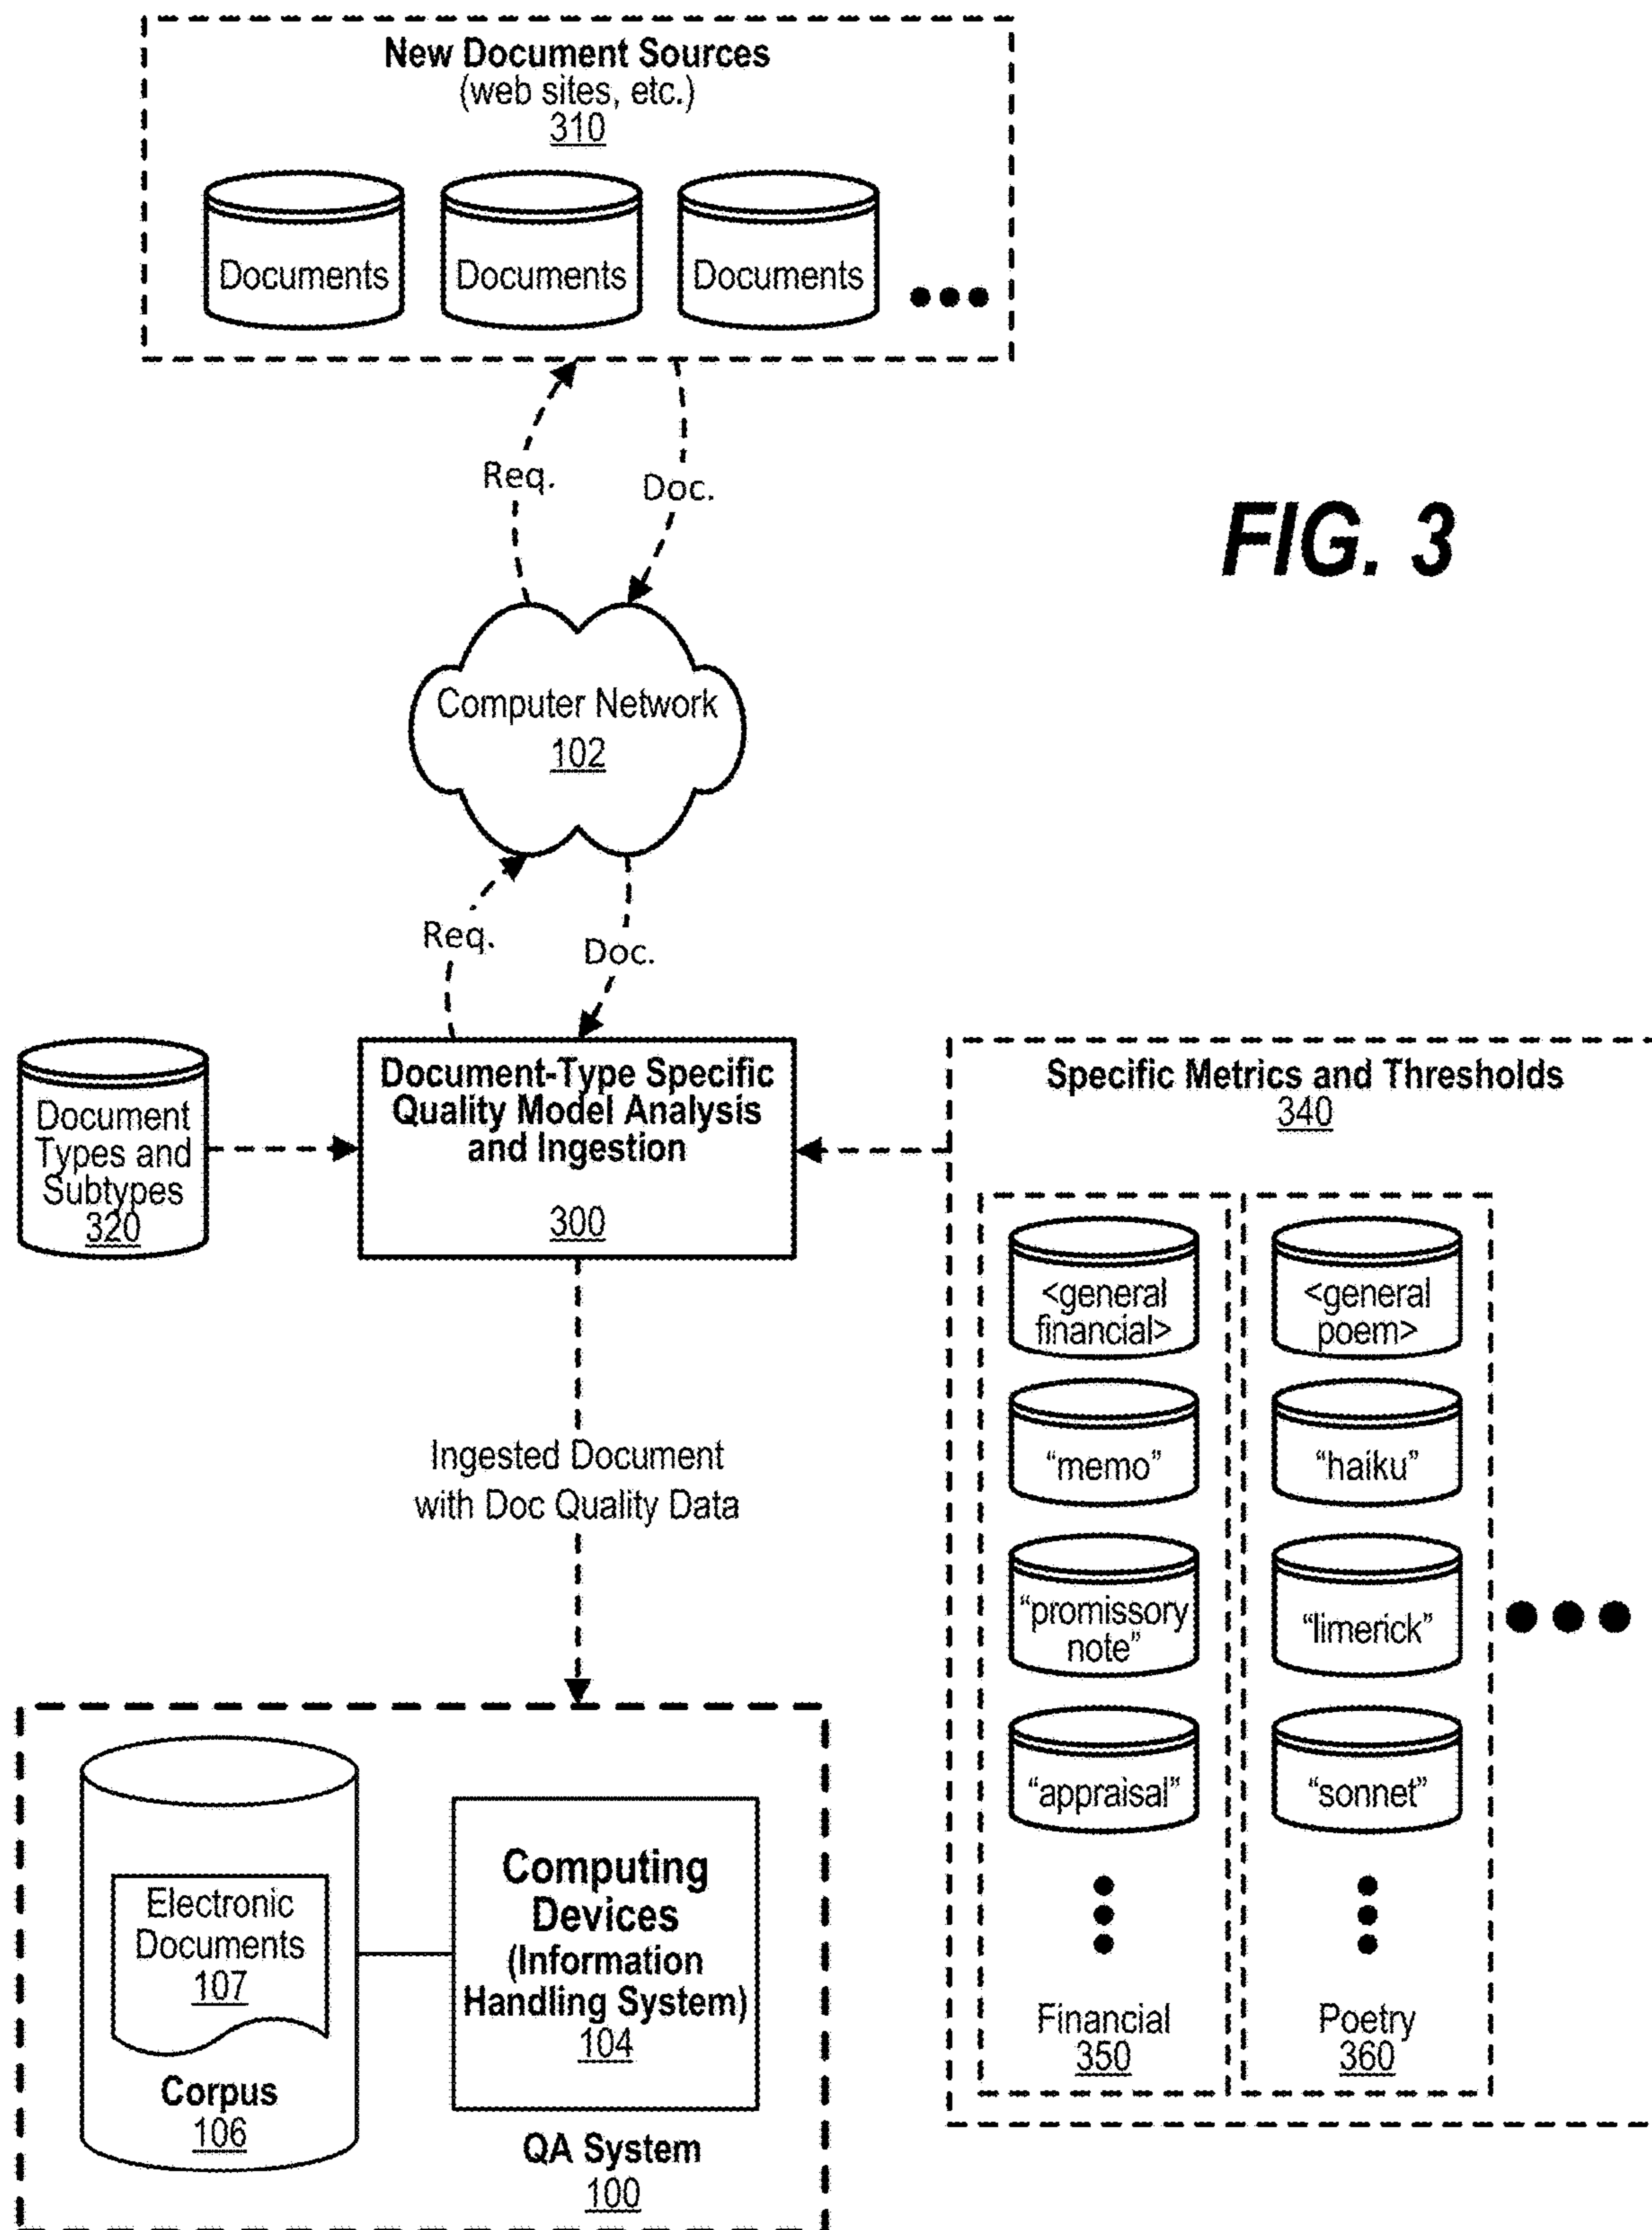 New Document Sources
(web sites, etc.)
310
Documents
Documents
Documents
Req.
Doc.
FIG. 3
Computer Network
102
Req.
Doc.
Document
Types and
Subtypes
320
Document-Type Specific
Quality Model Analysis
and Ingestion
300
Specific Metrics and Thresholds
340
<general
financial>
“memo”
“promissory
note”
“appraisal”
Financial
350
<general
poem>
“haiku”
“limerick”
“sonnet”
Poetry
360
Ingested Document
with Doc Quality Data
Electronic
Documents
107
Corpus
106
Computing
Devices
(Information
Handling System)
104
QA System
100